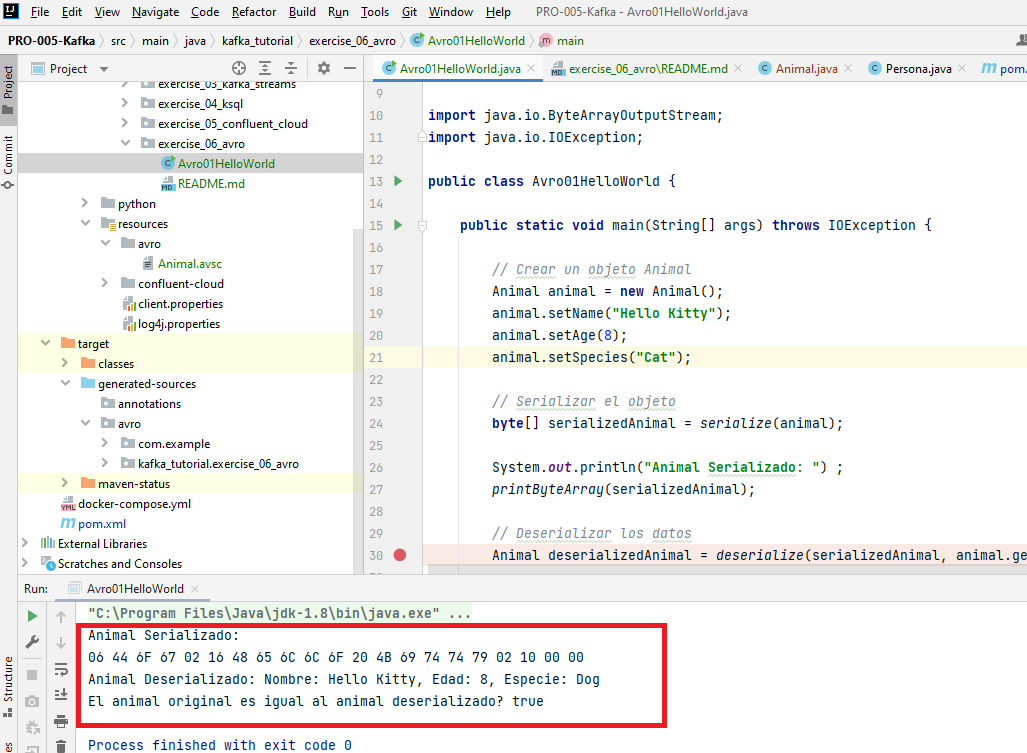 File Edit View Navigate Code Refactor Build Run Tools Git Window Help PRO-005-Kafka - Avro01HelloWorld.java
PRO-005-Kafka src main java kafka_tutorial exercise_06_avro Avro01HelloWorld main
Project
Commit
Structure
Project
exercise_03_kafka_streams
exercise_04_ksql
exercise_05_confluent_cloud
exercise_06_avro
Avro01HelloWorld
README.md
python
resources
avro
Animal.avsc
confluent-cloud
client.properties
log4j.properties
target
classes
generated-sources
annotations
avro
com.example
kafka_tutorial.exercise_06_avro
maven-status
docker-compose.yml
pom.xml
External Libraries
Scratches and Consoles
Avro01HelloWorld.java exercise_06_avro\README.md Animal.java Persona.java pom.
9
10 import java.io.ByteArrayOutputStream;
11 import java.io.IOException;
12
13 public class Avro01HelloWorld {
14
15 public static void main(String[] args) throws IOException {
16
17 // Crear un objeto Animal
18 Animal animal = new Animal();
19 animal.setName("Hello Kitty");
20 animal.setAge(8);
21 animal.setSpecies("Cat");
22
23 // Serializar el objeto
24 byte[] serializedAnimal = serialize(animal);
25
26 System.out.println("Animal Serializado: ") ;
27 printByteArray(serializedAnimal);
28
29 // Deserializar los datos
30 Animal deserializedAnimal = deserialize(serializedAnimal, animal.ge
Run: Avro01HelloWorld
"C:\Program Files\Java\jdk-1.8\bin\java.exe" ...
Animal Serializado:
06 44 6F 67 02 16 48 65 6C 6C 6F 20 4B 69 74 74 79 02 10 00 00
Animal Deserializado: Nombre: Hello Kitty, Edad: 8, Especie: Dog
El animal original es igual al animal deserializado? true
Process finished with exit code 0